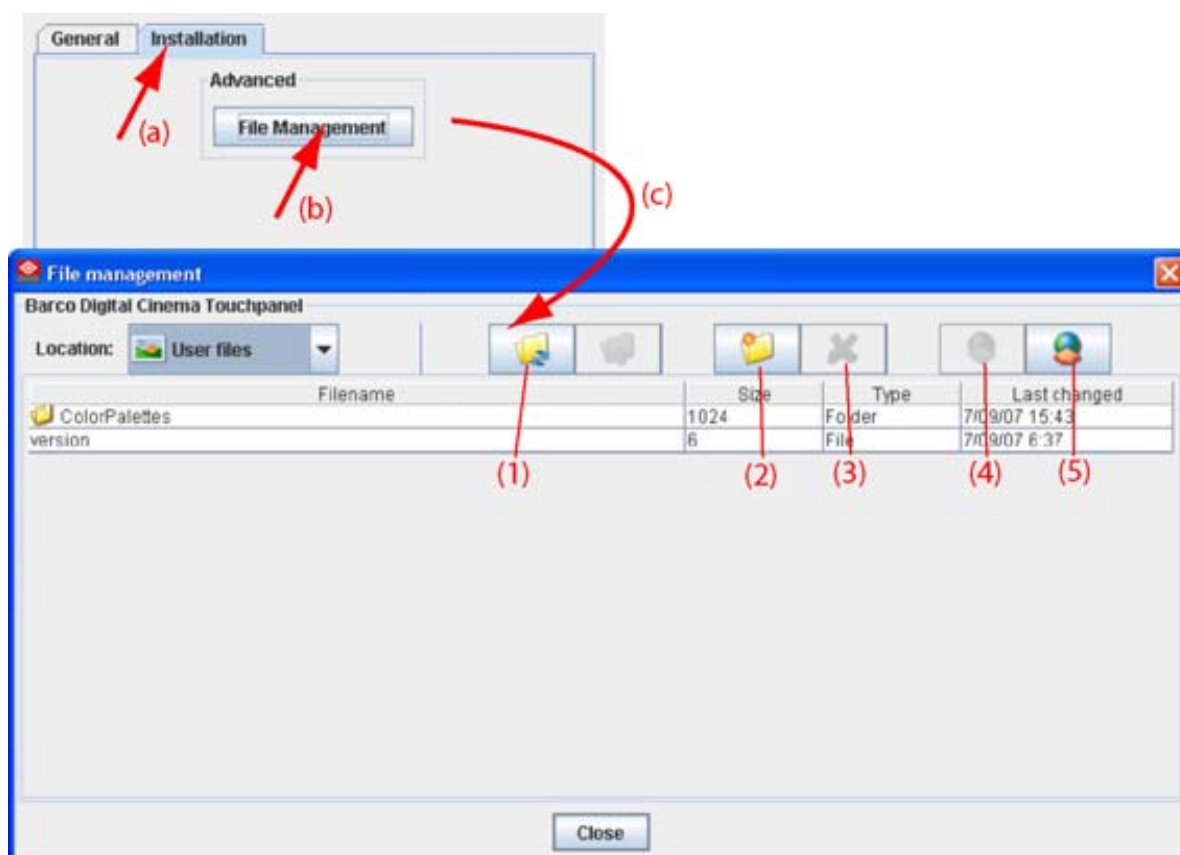 General Installation
Advanced
File Management
(a)
(b)
(c)
File management
Barco Digital Cinema Touchpanel
Location: User files
Filename Size Type Last changed
ColorPalettes 1024 Folder 7/09/07 15:43
version 6 File 7/09/07 6:37
(1) (2) (3) (4) (5)
Close